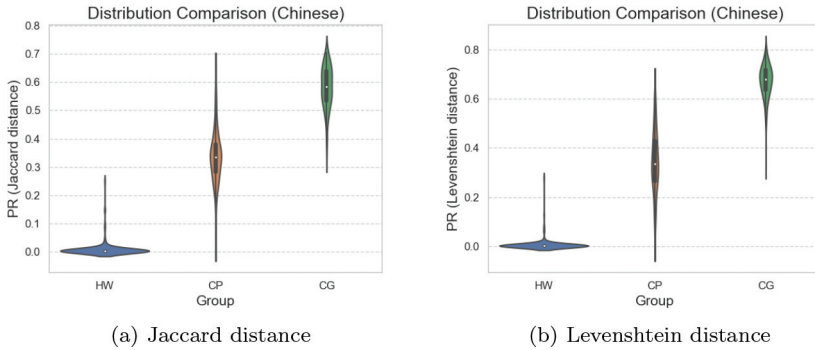 Distribution Comparison (Chinese)
0.8
0.7
0.6
0.5
0.4
0.3
0.2
0.1
0.0
PR (Jaccard distance)
HW CP CG
Group
(a) Jaccard distance
Distribution Comparison (Chinese)
0.8
0.6
0.4
0.2
0.0
PR (Levenshtein distance)
HW CP CG
Group
(b) Levenshtein distance